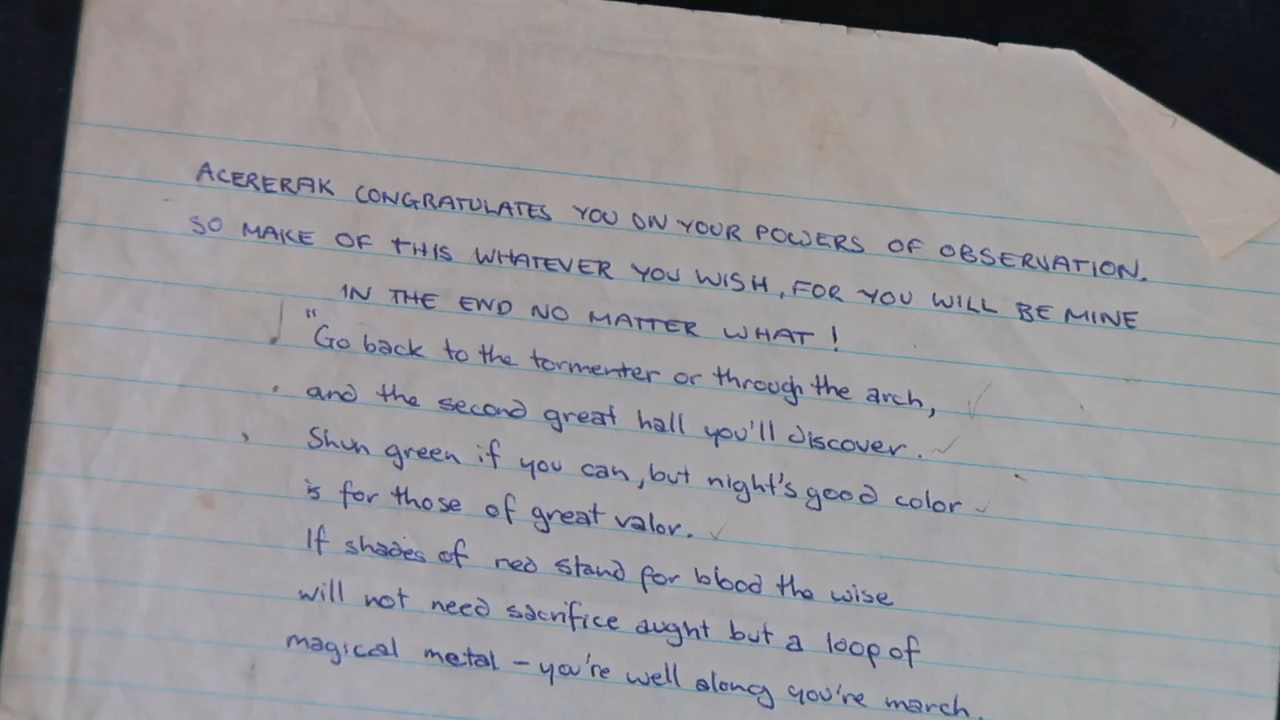 ACERERAK CONGRATULATES YOU ON YOUR POWERS OF OBSERVATION.
SO MAKE OF THIS WHATEVER YOU WISH, FOR YOU WILL BE MINE
IN THE END NO MATTER WHAT!
"Go back to the tormenter or through the arch,
and the second great hall you'll discover.
Shun green if you can, but night's good color
is for those of great valor.
If shades of red stand for blood the wise
will not need sacrifice aught but a loop of
magical metal - you're well along you're march.